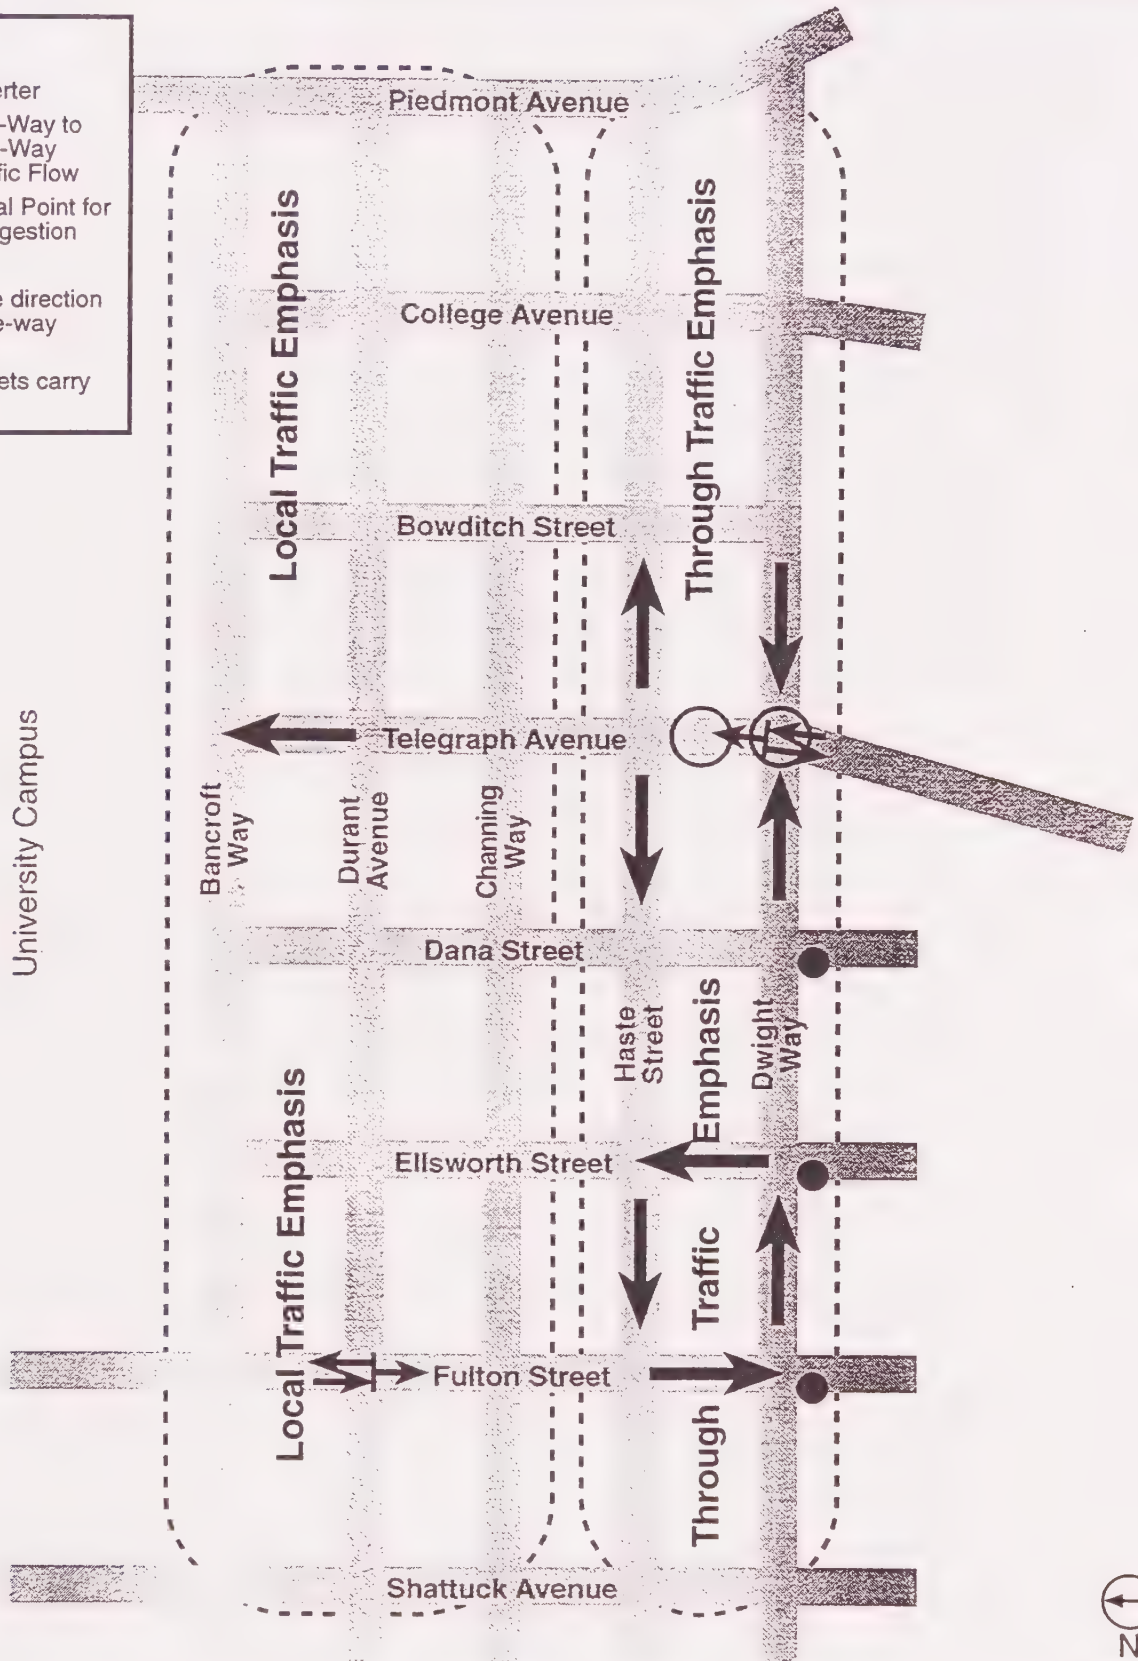 erter
-Way to
-Way
fic Flow
al Point for
gestion
e direction
e-way
ets carry
Piedmont Avenue
Local Traffic Emphasis
Through Traffic Emphasis
College Avenue
Bowditch Street
Telegraph Avenue
University Campus
Bancroft
Way
Durant
Avenue
Channing
Way
Dana Street
Haste
Street
Dwight
Way
Ellsworth Street
Local Traffic Emphasis
Through Traffic Emphasis
Fulton Street
Shattuck Avenue
N